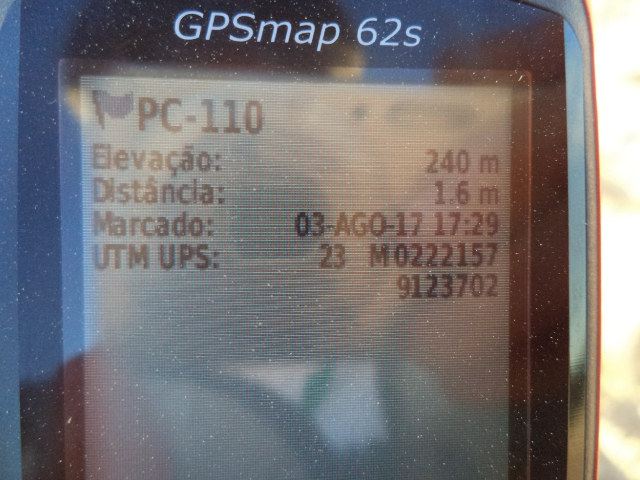 GPSmap 62s
PC-110
Elevação: 240 m
Distância: 1.6 m
Marcado: 03-AGO-17 17:29
UTM UPS: 23 M 0222157
9123702